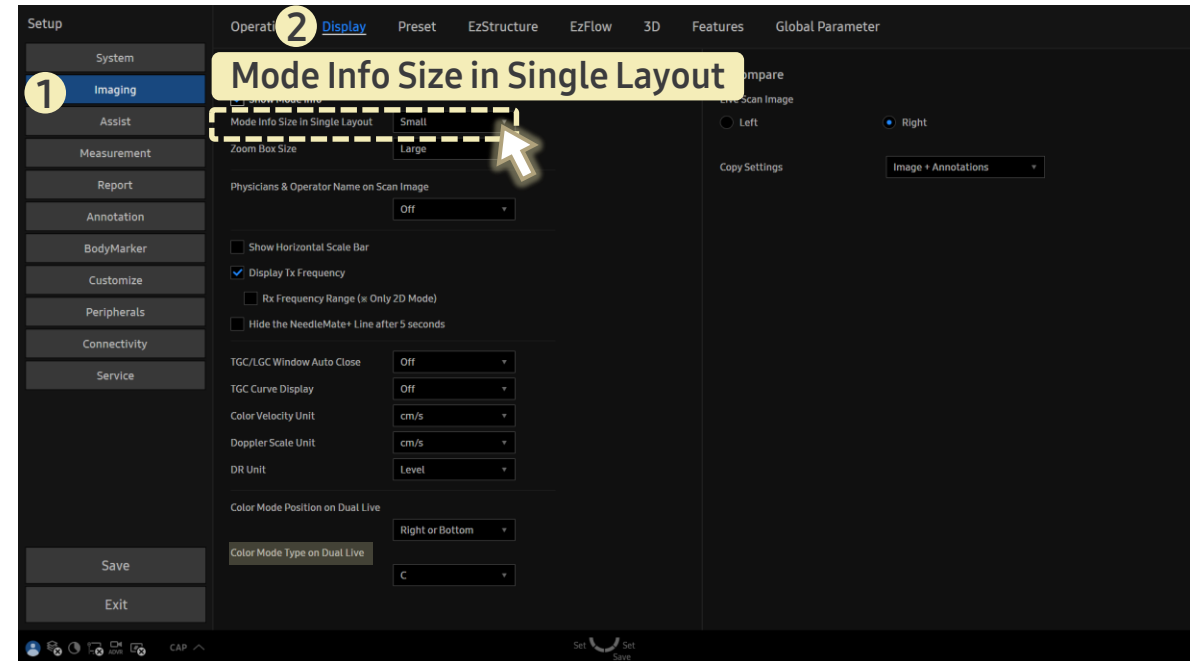 Setup
Operati
2
Display
Preset
EzStructure
EzFlow
3D
Features
Global Parameter
System
Imaging
1
Assist
Measurement
Report
Annotation
BodyMarker
Customize
Peripherals
Connectivity
Service
Save
Exit
Mode Info Size in Single Layout
Show Mode Info
Mode Info Size in Single Layout
Small
Zoom Box Size
Large
Physicians & Operator Name on Scan Image
Off
Show Horizontal Scale Bar
Display Tx Frequency
Rx Frequency Range (※ Only 2D Mode)
Hide the NeedleMate+ Line after 5 seconds
TGC/LGC Window Auto Close
Off
TGC Curve Display
Off
Color Velocity Unit
cm/s
Doppler Scale Unit
cm/s
DR Unit
Level
Color Mode Position on Dual Live
Right or Bottom
Color Mode Type on Dual Live
C
ompare
Live Scan Image
Left
Right
Copy Settings
Image + Annotations
ADVR
CAP
Set
Set
Save